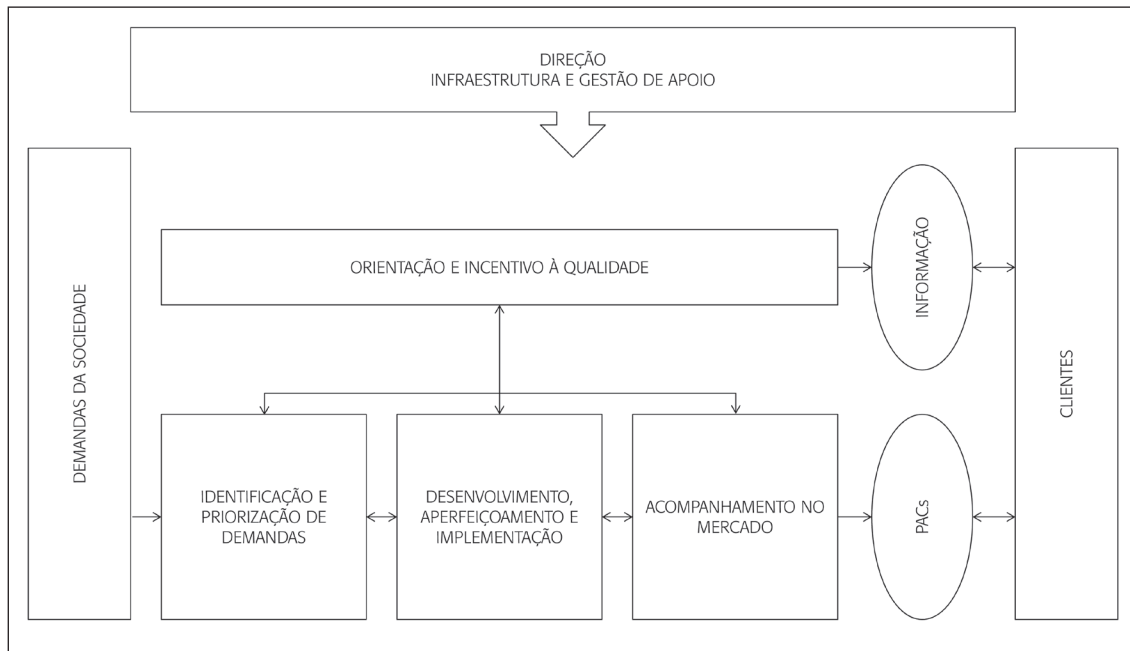 DIREÇÃO
INFRAESTRUTURA E GESTÃO DE APOIO
DEMANDAS DA SOCIEDADE
ORIENTAÇÃO E INCENTIVO À QUALIDADE
INFORMAÇÃO
CLIENTES
IDENTIFICAÇÃO E
PRIORIZAÇÃO DE
DEMANDAS
DESENVOLVIMENTO,
APERFEIÇOAMENTO E
IMPLEMENTAÇÃO
ACOMPANHAMENTO NO
MERCADO
PACs